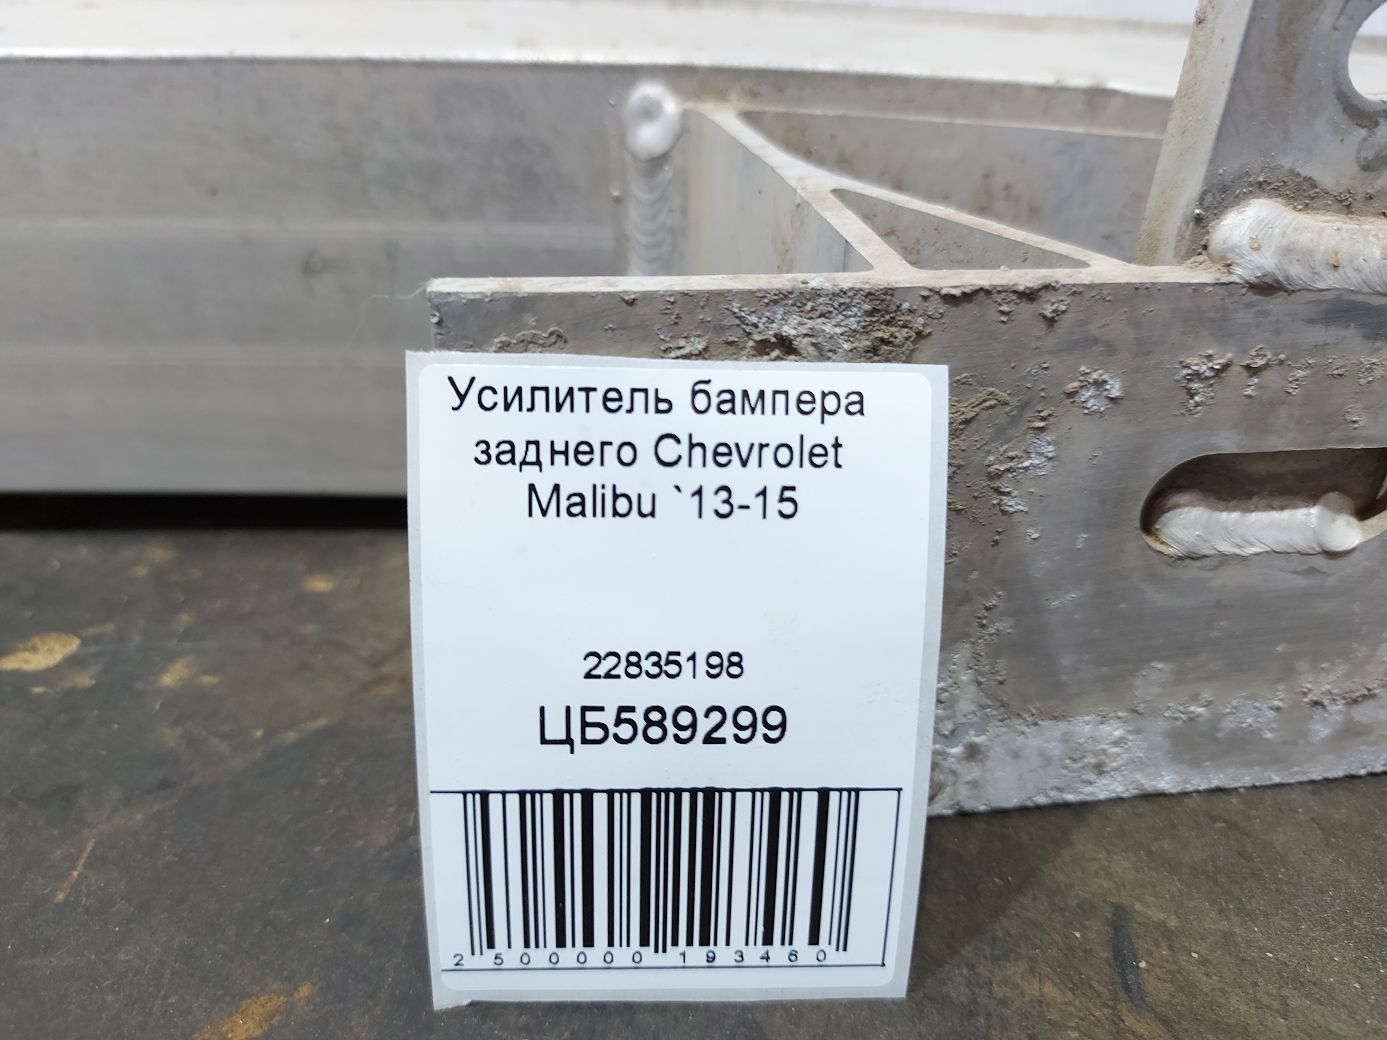 Усилитель бампера
заднего Chevrolet
Malibu `13-15
22835198
ЦБ589299
2 500000 193460